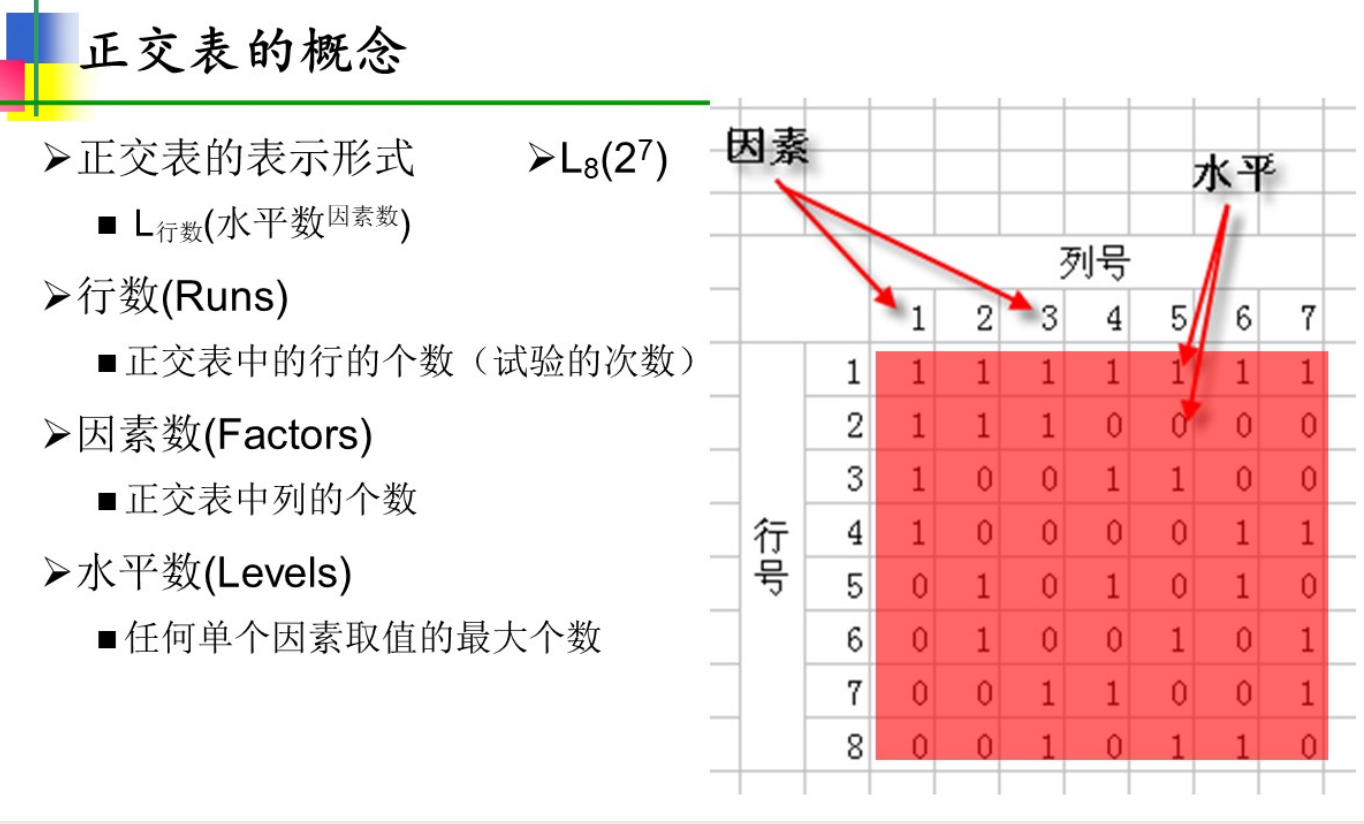 正交表的概念
➢正交表的表示形式 ➢L₈(2⁷)
■ L行数(水平数因素数)
➢行数(Runs)
■正交表中的行的个数（试验的次数）
➢因素数(Factors)
■正交表中列的个数
➢水平数(Levels)
■任何单个因素取值的最大个数
因素
水平
列号
1 2 3 4 5 6 7
行号
1 1 1 1 1 1 1 1
2 1 1 1 0 0 0 0
3 1 0 0 1 1 0 0
4 1 0 0 0 0 1 1
5 0 1 0 1 0 1 0
6 0 1 0 0 1 0 1
7 0 0 1 1 0 0 1
8 0 0 1 0 1 1 0